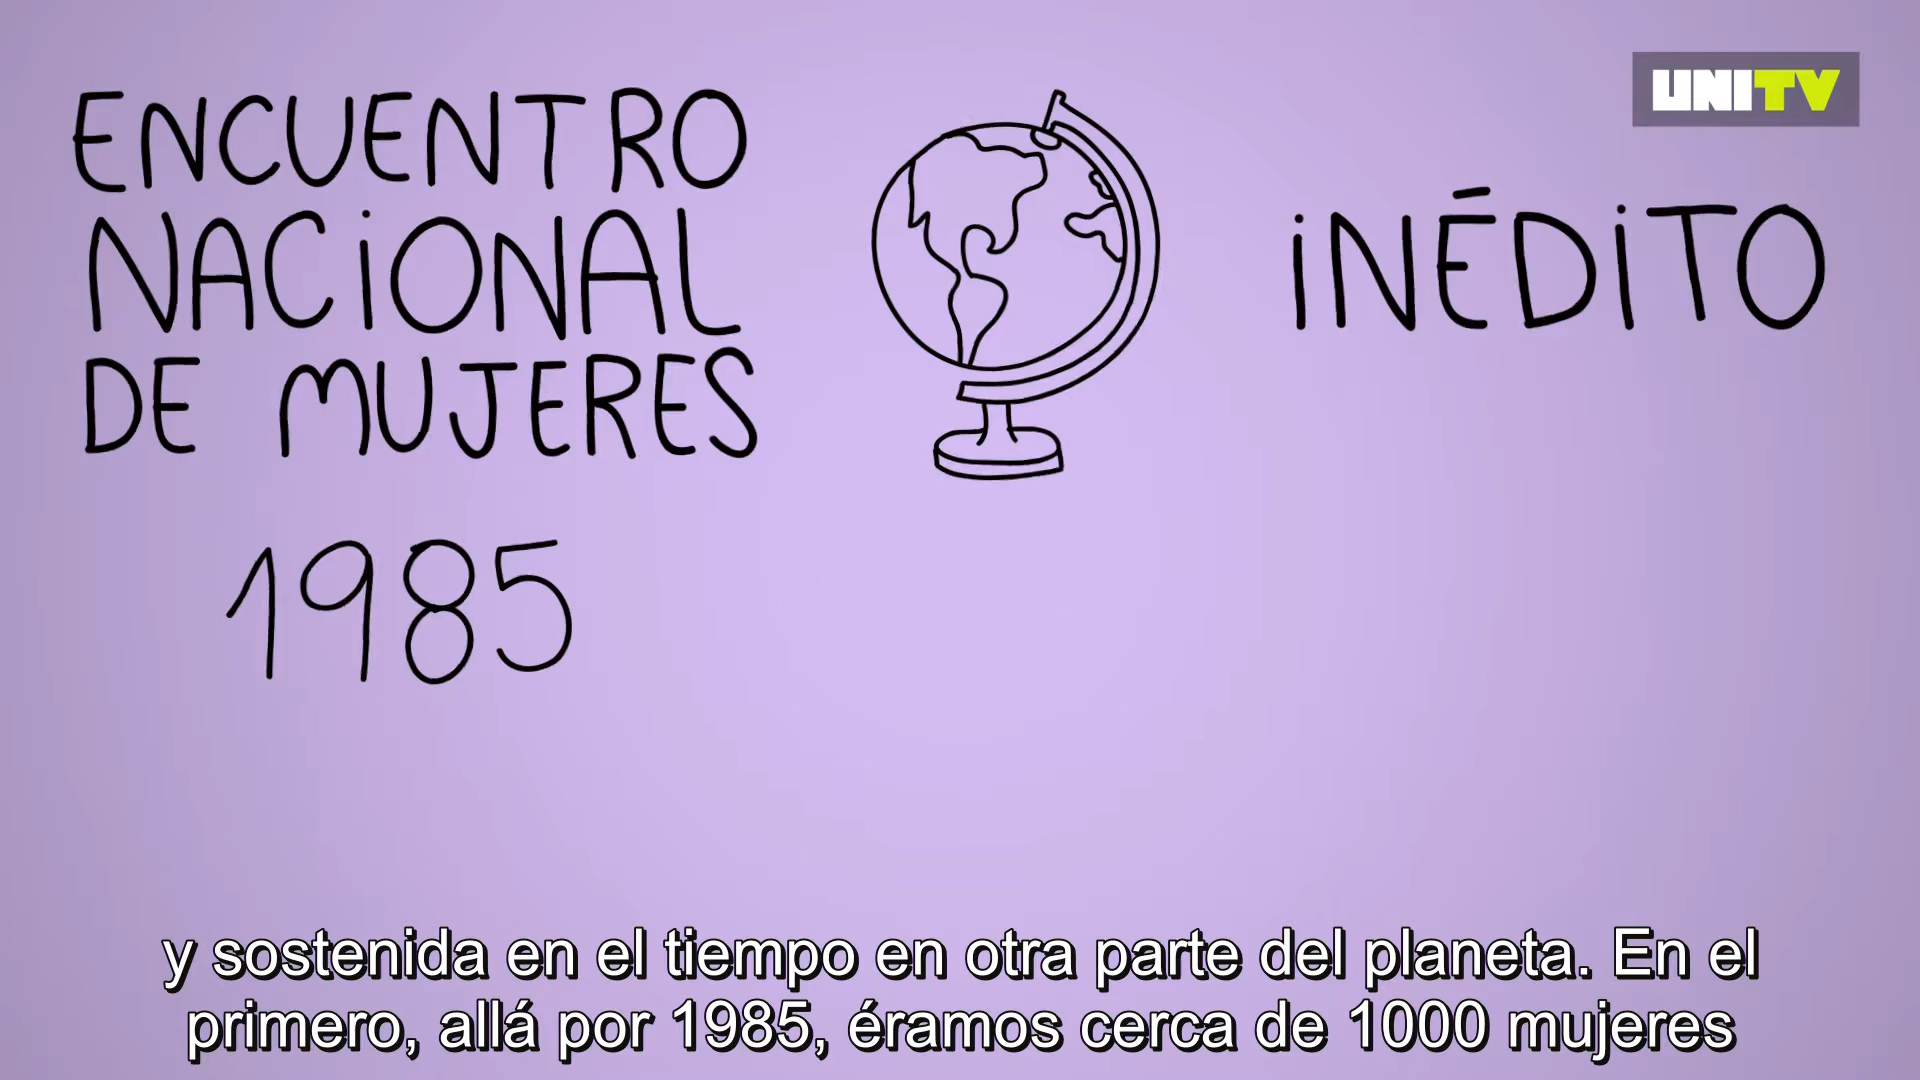 ENCUENTRO
NACIONAL
DE MUJERES
1985
INÉDITO
UNITV
y sostenida en el tiempo en otra parte del planeta. En el
primero, allá por 1985, éramos cerca de 1000 mujeres